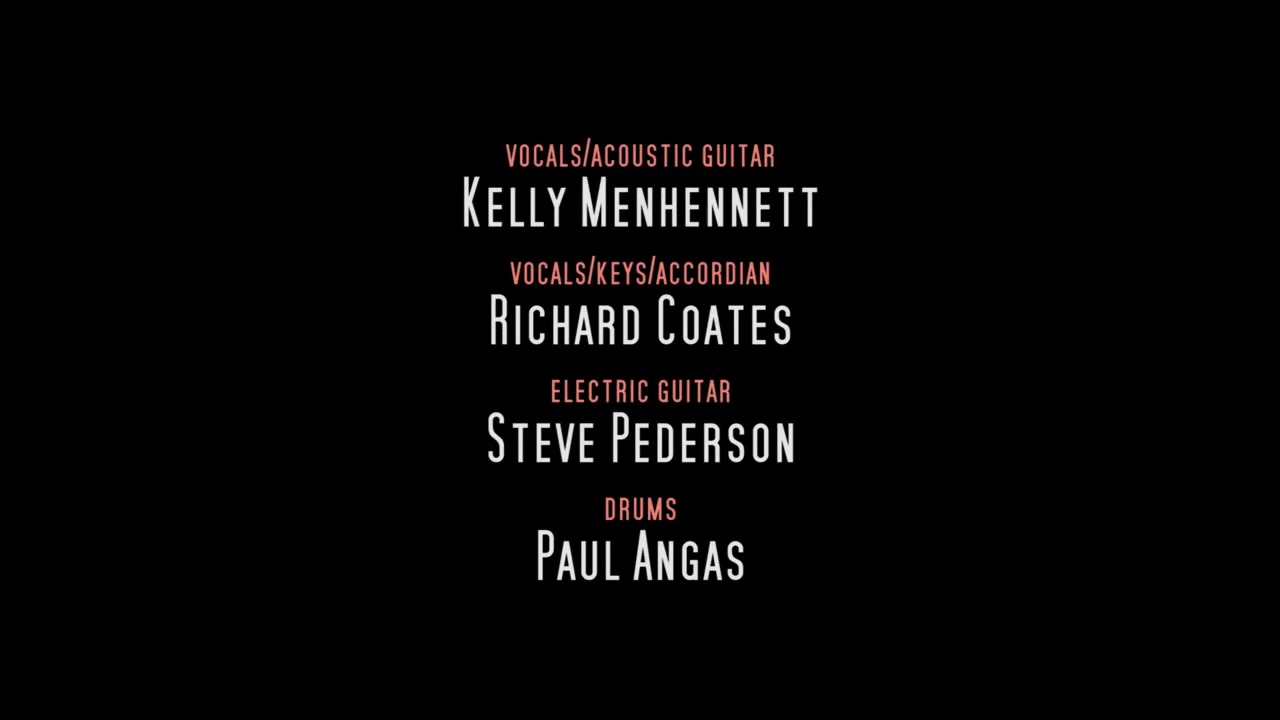 VOCALS/ACOUSTIC GUITAR
KELLY MENHENNETT
VOCALS/KEYS/ACCORDIAN
RICHARD COATES
ELECTRIC GUITAR
STEVE PEDERSON
DRUMS
PAUL ANGAS